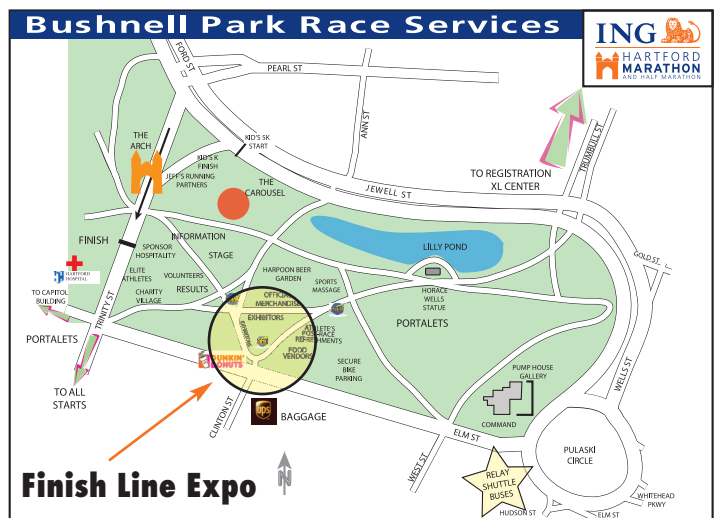 Bushnell Park Race Services
ING
HARTFORD
MARATHON
AND HALF MARATHON
FORD ST
PEARL ST
ANN ST
TRUMBULL ST
THE
ARCH
KID'S 5K
START
KID'S K
FINISH
JEFF'S RUNNING
PARTNERS
THE
CAROUSEL
JEWELL ST
TO REGISTRATION
XL CENTER
GOLD ST
FINISH
SPONSOR
HOSPITALITY
INFORMATION
STAGE
LILLY POND
HARTFORD
HOSPITAL
ELITE
ATHLETES
VOLUNTEERS
HARPOON BEER
GARDEN
SPORTS
MASSAGE
HORACE
WELLS
STATUE
TO CAPITOL
BUILDING
CHARITY
VILLAGE
RESULTS
OFFICIAL
MERCHANDISE
TRINITY ST
EXHIBITORS
PORTALETS
PORTALETS
ATHLETE'S
POST-RACE
REFRESHMENTS
FOOD
VENDORS
DUNKIN'
DONUTS
SECURE
BIKE
PARKING
PUMP HOUSE
GALLERY
WELLS ST
TO ALL
STARTS
CLINTON ST
ups
BAGGAGE
COMMAND
ELM ST
PULASKI
CIRCLE
WEST ST
RELAY
SHUTTLE
BUSES
WHITEHEAD
PKWY
HUDSON ST
ELM ST
Finish Line Expo
N